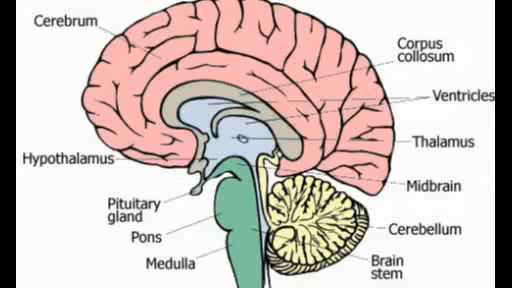 Cerebrum
Corpus
collosum
Ventricles
Thalamus
Hypothalamus
Midbrain
Pituitary
gland
Cerebellum
Pons
Medulla
Brain
stem